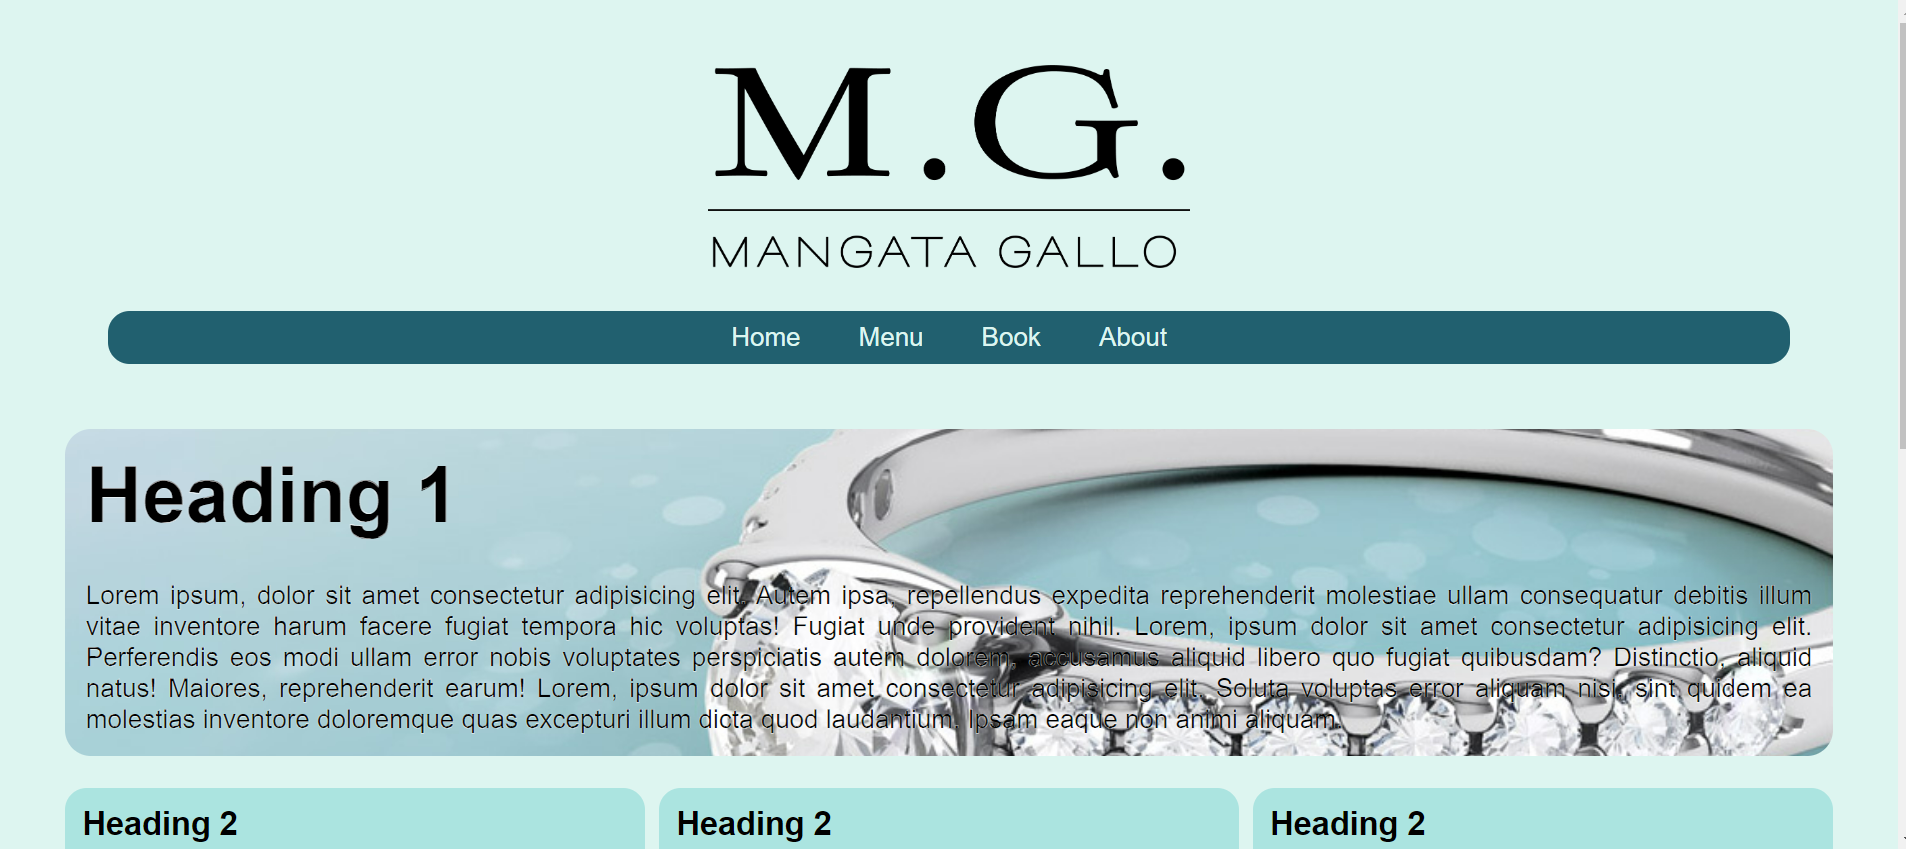 M.G.
MANGATA GALLO
Home Menu Book About
Heading 1
Lorem ipsum, dolor sit amet consectetur adipisicing elit. Autem ipsa, repellendus expedita reprehenderit molestiae ullam consequatur debitis illum
vitae inventore harum facere fugiat tempora hic voluptas! Fugiat unde provident nihil. Lorem, ipsum dolor sit amet consectetur adipisicing elit.
Perferendis eos modi ullam error nobis voluptates perspiciatis autem dolorem, accusamus aliquid libero quo fugiat quibusdam? Distinctio, aliquid
natus! Maiores, reprehenderit earum! Lorem, ipsum dolor sit amet consectetur adipisicing elit. Soluta voluptas error aliquam nisi, sint quidem ea
molestias inventore doloremque quas excepturi illum dicta quod laudantium. Ipsam eaque non animi aliquam.
Heading 2 Heading 2 Heading 2